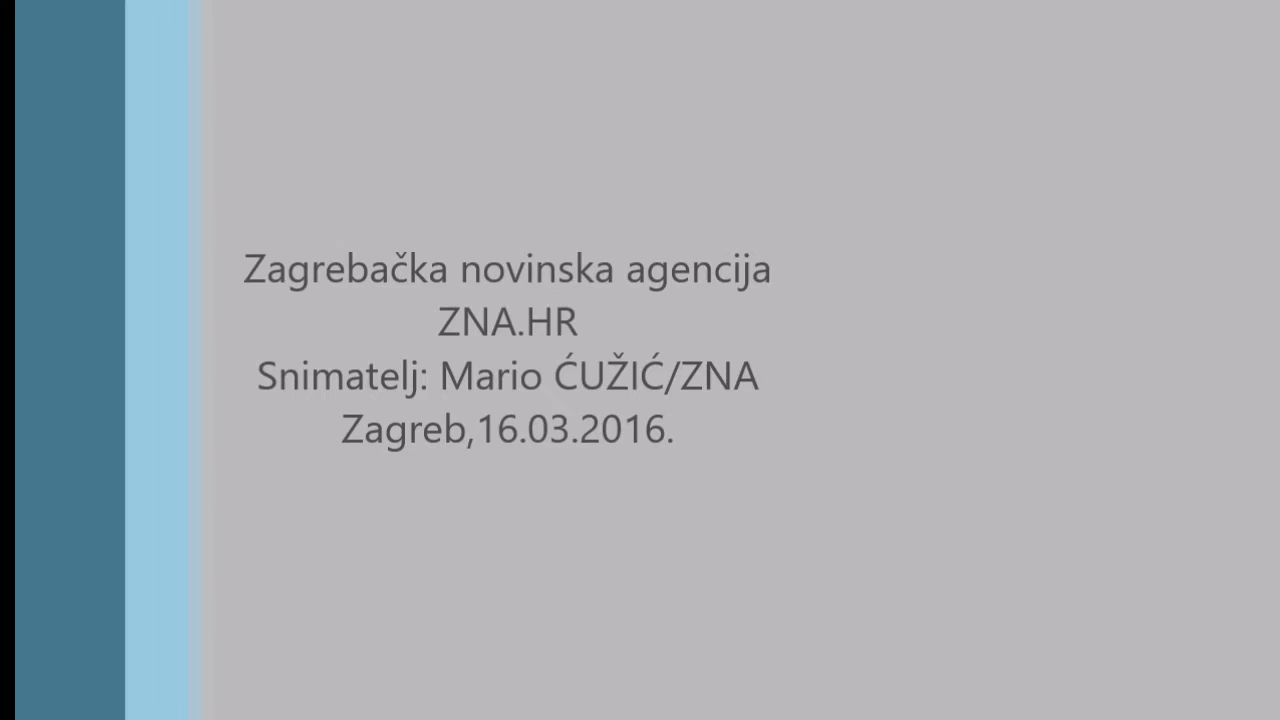 Zagrebačka novinska agencija
ZNA.HR
Snimatelj: Mario ĆUŽIĆ/ZNA
Zagreb,16.03.2016.